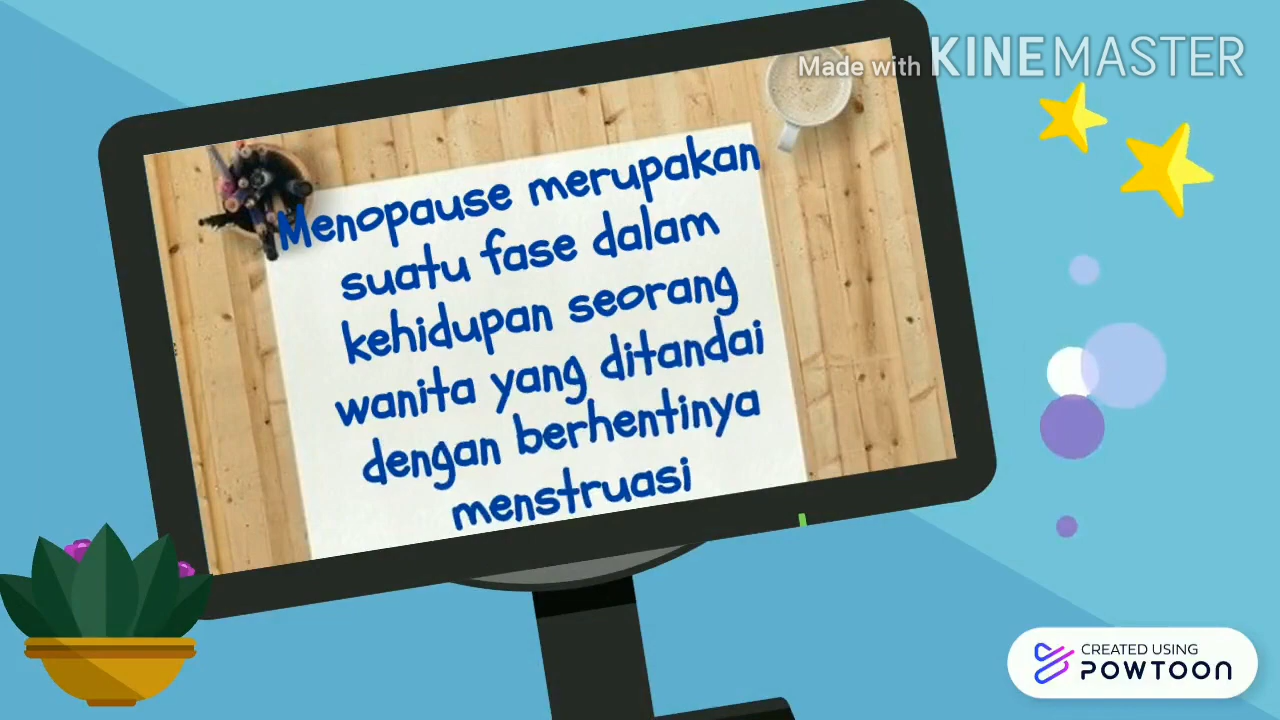 Made with KINEMASTER
Menopause merupakan
suatu fase dalam
kehidupan seorang
wanita yang ditandai
dengan berhentinya
menstruasi
CREATED USING
POWTOON